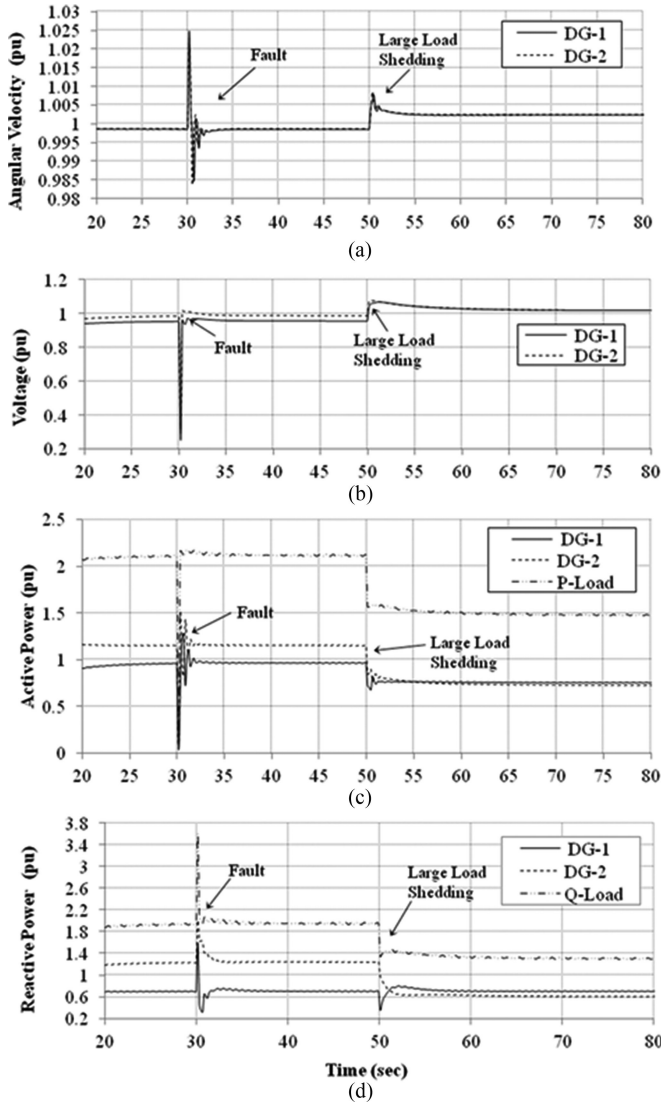 1.03
1.025
1.02
1.015
1.01
1.005
1
0.995
0.99
0.985
0.98
Angular Velocity (pu)
Fault
Large Load
Shedding
DG-1
DG-2
20 25 30 35 40 45 50 55 60 65 70 75 80
(a)
1.2
1
0.8
0.6
0.4
0.2
Voltage (pu)
Fault
Large Load
Shedding
DG-1
DG-2
20 25 30 35 40 45 50 55 60 65 70 75 80
(b)
2.5
2
1.5
1
0.5
0
Active Power (pu)
Fault
Large Load
Shedding
DG-1
DG-2
P-Load
20 25 30 35 40 45 50 55 60 65 70 75 80
(c)
3.8
3.4
3
2.6
2.2
1.8
1.4
1
0.6
0.2
Reactive Power (pu)
Fault
Large Load
Shedding
DG-1
DG-2
Q-Load
20 30 40 50 60 70 80
Time (sec)
(d)